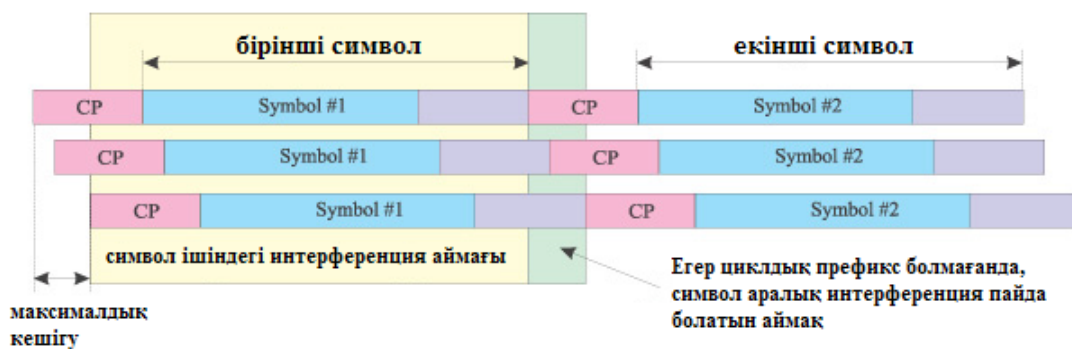 бірінші символ екінші символ
CP Symbol #1 CP Symbol #2
CP Symbol #1 CP Symbol #2
CP Symbol #1 CP Symbol #2
символ ішіндегі интерференция аймағы
максималдық
кешігу
Егер циклдық префикс болмағанда,
символ аралық интерференция пайда
болатын аймақ